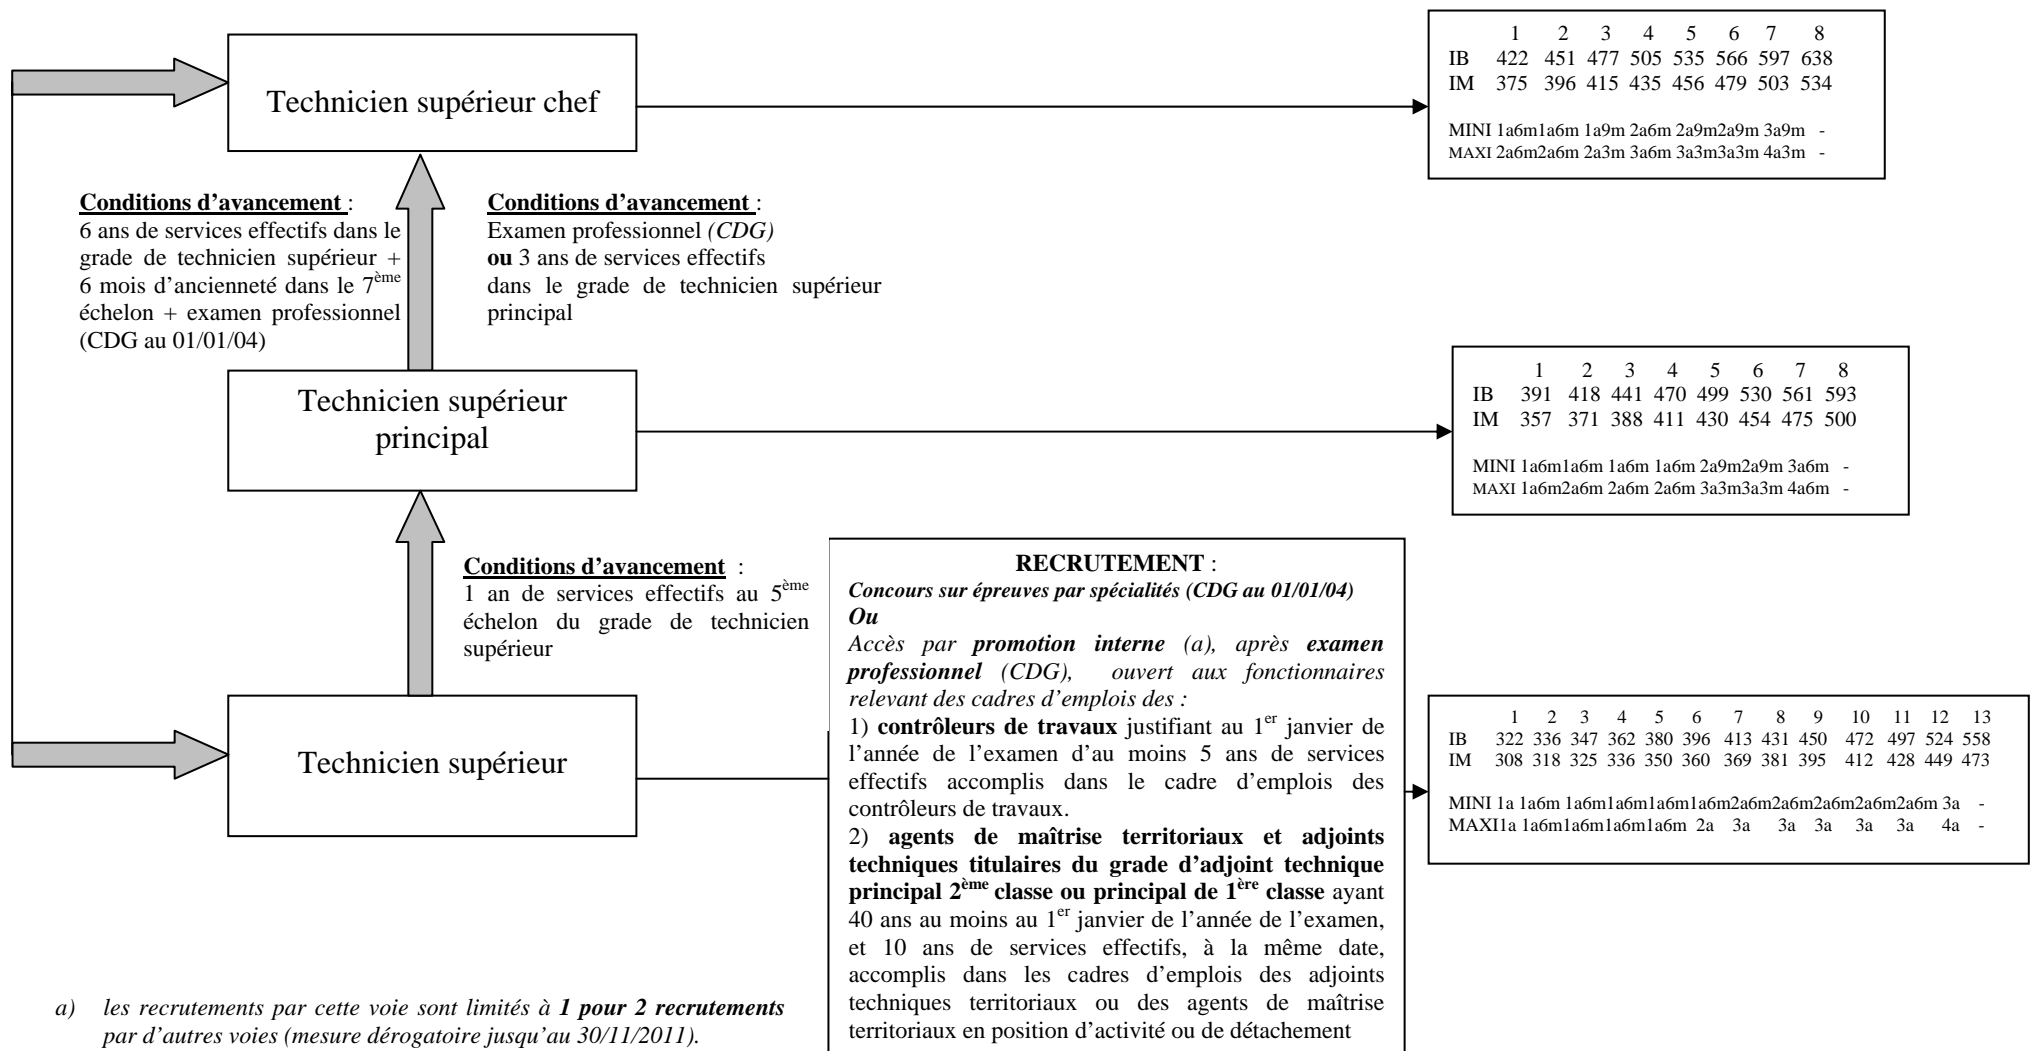 Technicien supérieur chef
1 2 3 4 5 6 7 8
IB 422 451 477 505 535 566 597 638
IM 375 396 415 435 456 479 503 534
MINI 1a6m1a6m 1a9m 2a6m 2a9m2a9m 3a9m -
MAXI 2a6m2a6m 2a3m 3a6m 3a3m3a3m 4a3m -
Conditions d’avancement :
6 ans de services effectifs dans le
grade de technicien supérieur +
6 mois d’ancienneté dans le 7ème
échelon + examen professionnel
(CDG au 01/01/04)
Conditions d’avancement :
Examen professionnel (CDG)
ou 3 ans de services effectifs
dans le grade de technicien supérieur
principal
Technicien supérieur
principal
1 2 3 4 5 6 7 8
IB 391 418 441 470 499 530 561 593
IM 357 371 388 411 430 454 475 500
MINI 1a6m1a6m 1a6m 1a6m 2a9m2a9m 3a6m -
MAXI 1a6m2a6m 2a6m 2a6m 3a3m3a3m 4a6m -
Conditions d’avancement :
1 an de services effectifs au 5ème
échelon du grade de technicien
supérieur
Technicien supérieur
RECRUTEMENT :
Concours sur épreuves par spécialités (CDG au 01/01/04)
Ou
Accès par promotion interne (a), après examen
professionnel (CDG), ouvert aux fonctionnaires
relevant des cadres d’emplois des :
1) contrôleurs de travaux justifiant au 1er janvier de
l’année de l’examen d’au moins 5 ans de services
effectifs accomplis dans le cadre d’emplois des
contrôleurs de travaux.
2) agents de maîtrise territoriaux et adjoints
techniques titulaires du grade d’adjoint technique
principal 2ème classe ou principal de 1ère classe ayant
40 ans au moins au 1er janvier de l’année de l’examen,
et 10 ans de services effectifs, à la même date,
accomplis dans les cadres d’emplois des adjoints
techniques territoriaux ou des agents de maîtrise
territoriaux en position d’activité ou de détachement
1 2 3 4 5 6 7 8 9 10 11 12 13
IB 322 336 347 362 380 396 413 431 450 472 497 524 558
IM 308 318 325 336 350 360 369 381 395 412 428 449 473
MINI 1a 1a6m 1a6m1a6m1a6m1a6m2a6m2a6m2a6m2a6m2a6m 3a -
MAXI1a 1a6m1a6m1a6m1a6m 2a 3a 3a 3a 3a 3a 4a -
a) les recrutements par cette voie sont limités à 1 pour 2 recrutements
par d’autres voies (mesure dérogatoire jusqu’au 30/11/2011).